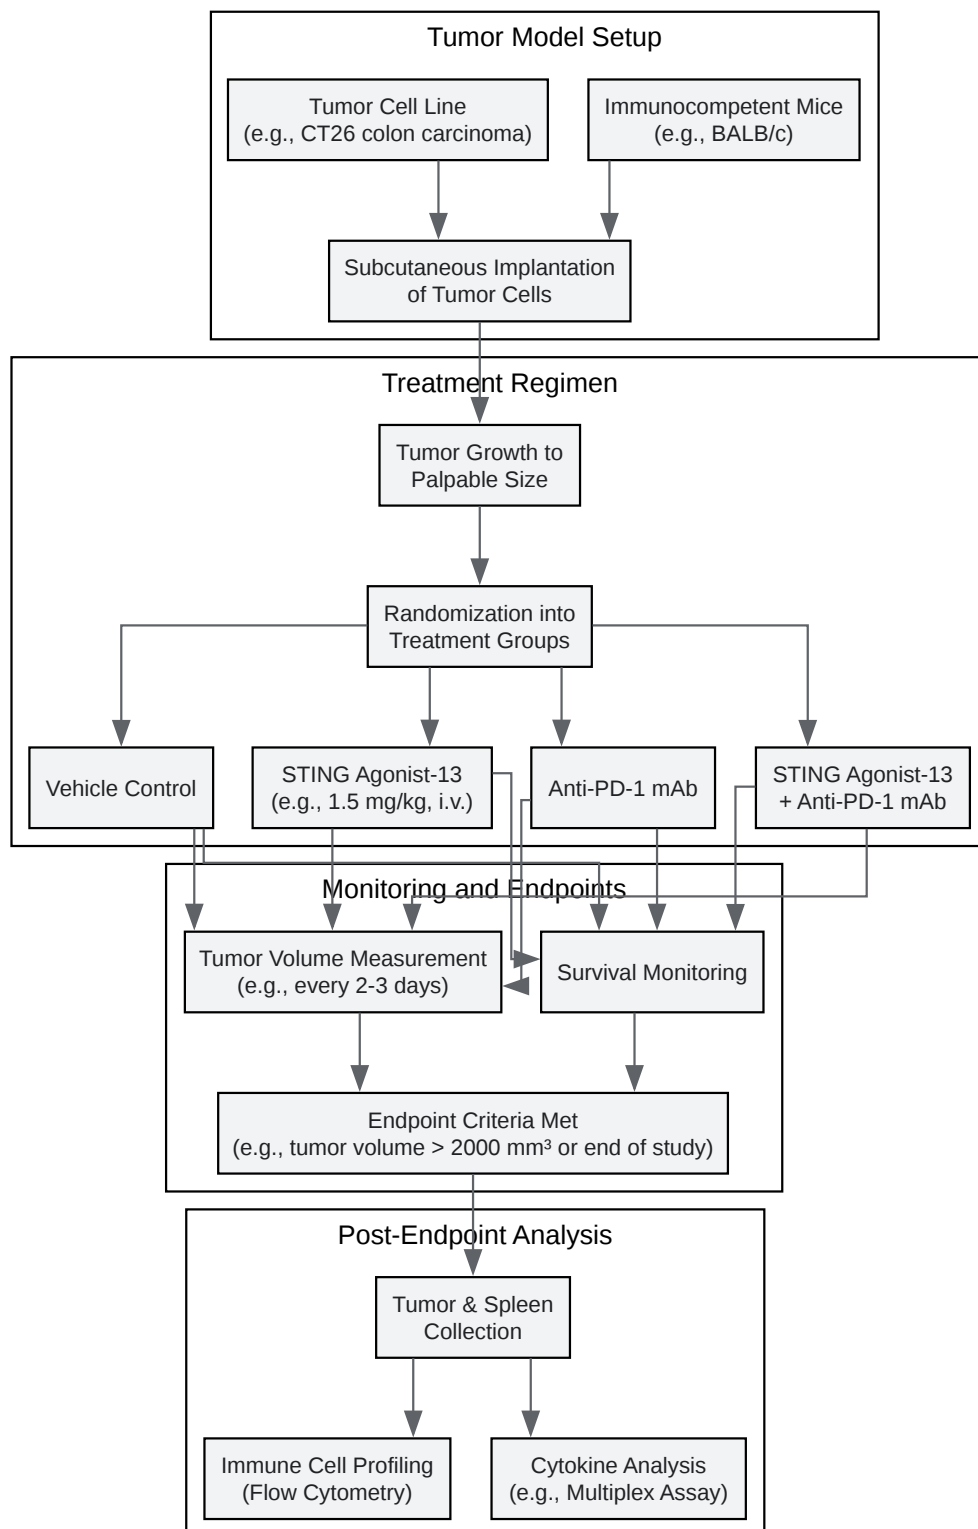 Tumor Model Setup
Tumor Cell Line
(e.g., CT26 colon carcinoma)
Immunocompetent Mice
(e.g., BALB/c)
Subcutaneous Implantation
of Tumor Cells
Treatment Regimen
Tumor Growth to
Palpable Size
Randomization into
Treatment Groups
Vehicle Control
STING Agonist-13
(e.g., 1.5 mg/kg, i.v.)
Anti-PD-1 mAb
STING Agonist-13
+ Anti-PD-1 mAb
Monitoring and Endpoints
Tumor Volume Measurement
(e.g., every 2-3 days)
Survival Monitoring
Endpoint Criteria Met
(e.g., tumor volume > 2000 mm³ or end of study)
Post-Endpoint Analysis
Tumor & Spleen
Collection
Immune Cell Profiling
(Flow Cytometry)
Cytokine Analysis
(e.g., Multiplex Assay)